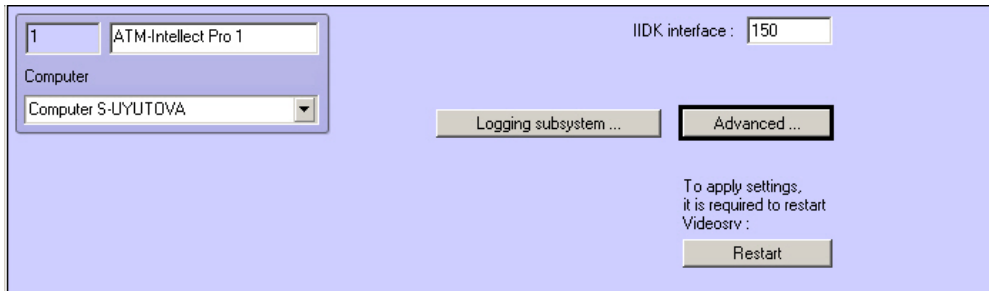 1
ATM-Intellect Pro 1
IIDK interface : 150
Computer
Computer S-UYUTOVA
Logging subsystem ...
Advanced ...
To apply settings,
it is required to restart
Videosrv :
Restart